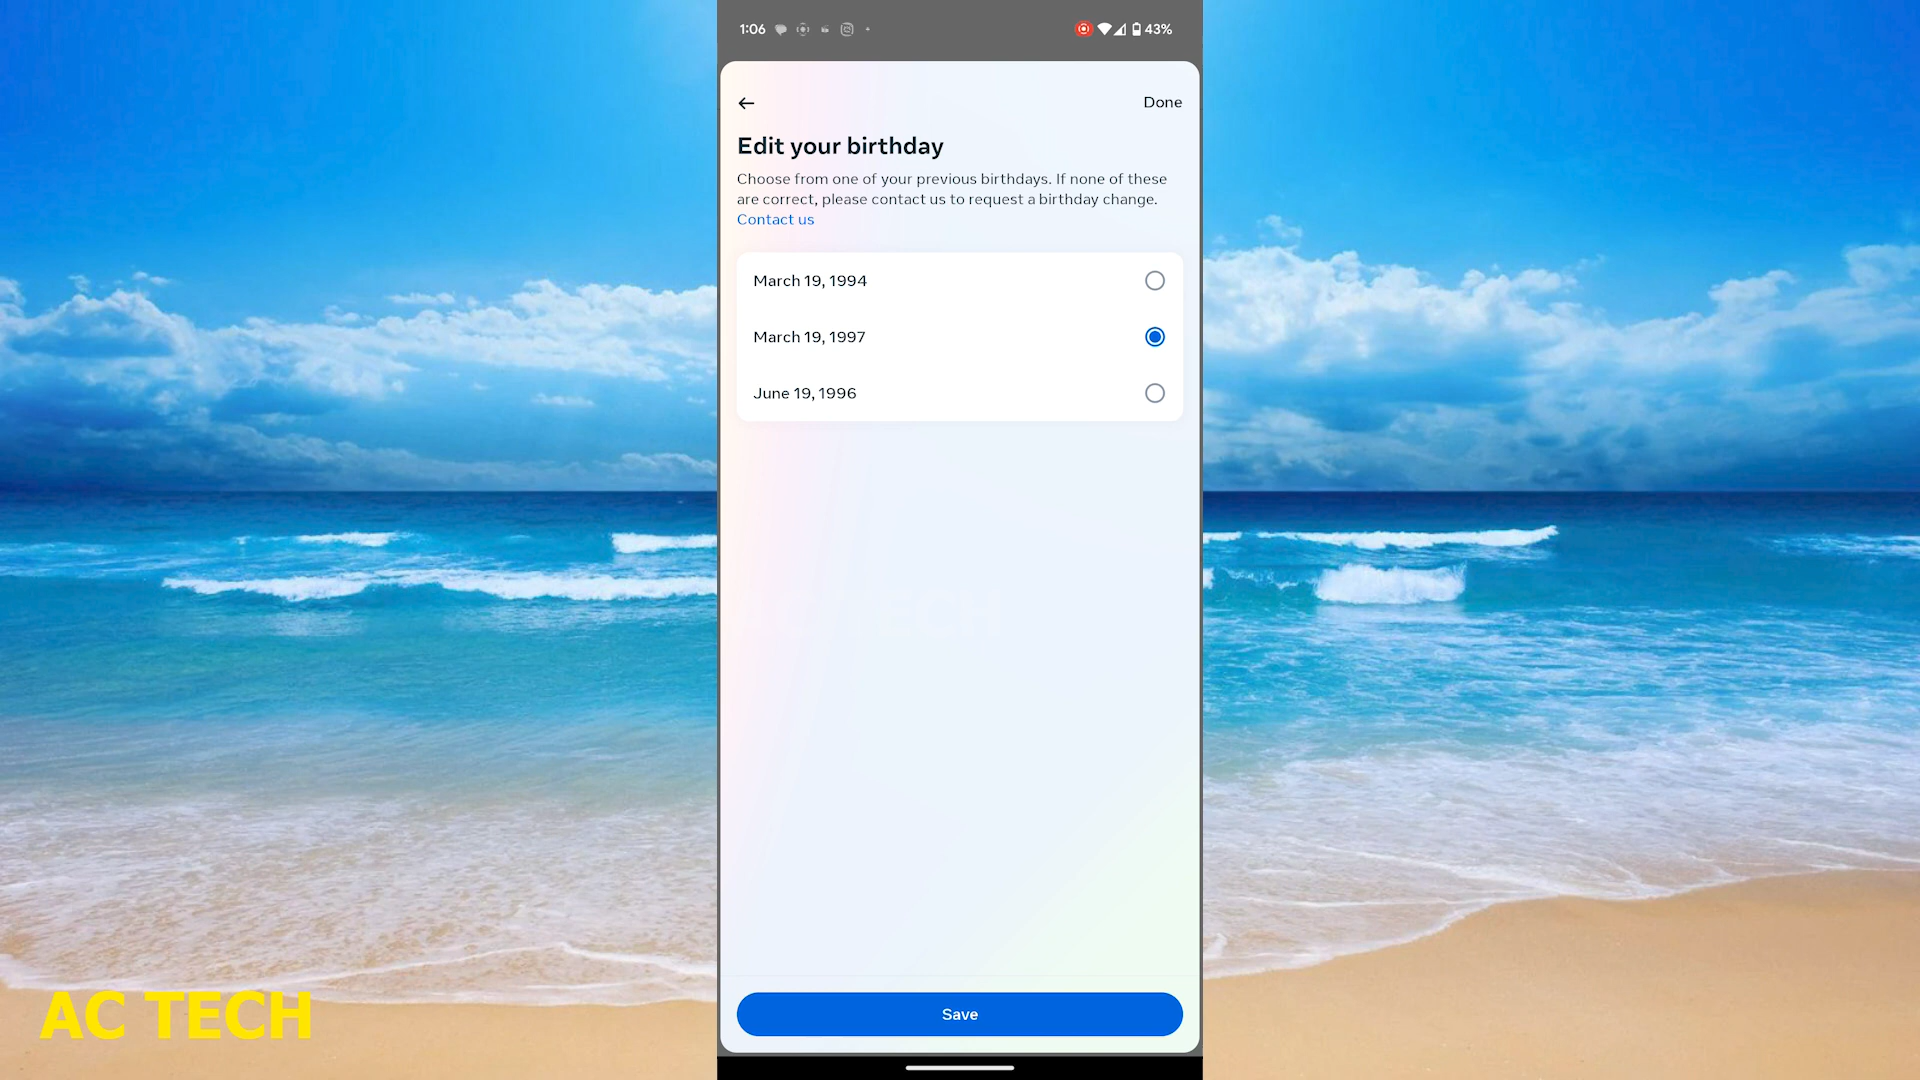 1:06
43%
Done
Edit your birthday
Choose from one of your previous birthdays. If none of these
are correct, please contact us to request a birthday change.
Contact us
March 19, 1994
March 19, 1997
June 19, 1996
Save
AC TECH